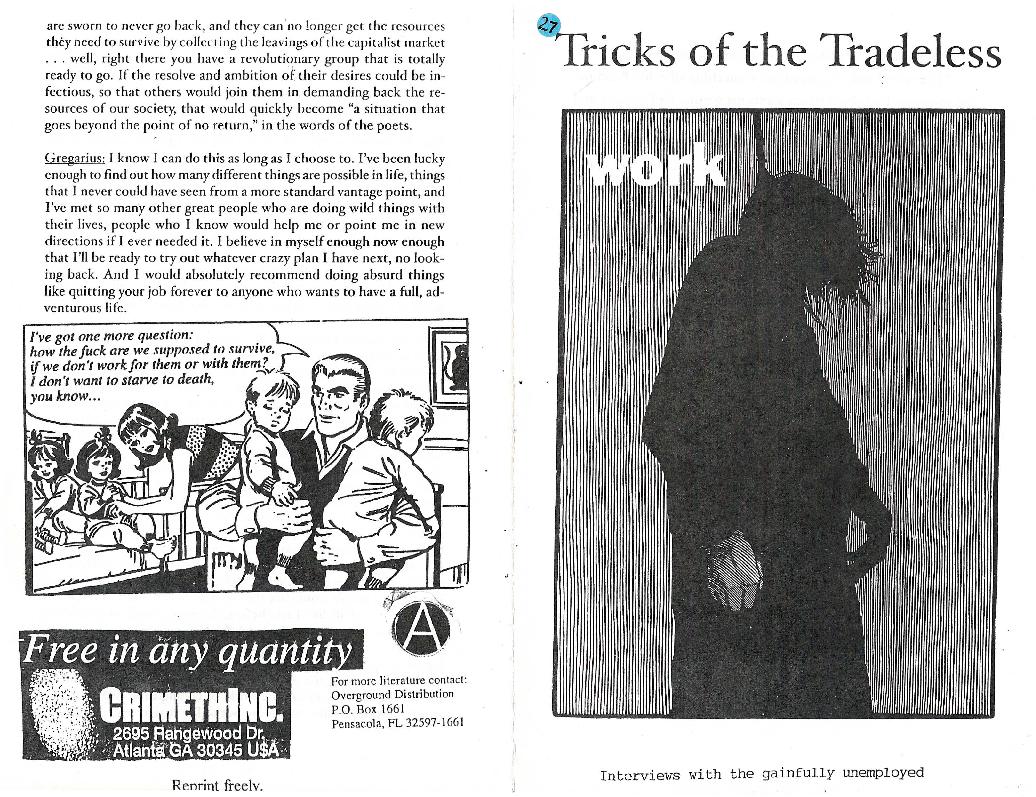 are sworn to never go back, and they can no longer get the resources
they need to survive by collecting the leavings of the capitalist market
. . . well, right there you have a revolutionary group that is totally
ready to go. If the resolve and ambition of their desires could be in-
fectious, so that others would join them in demanding back the re-
sources of our society, that would quickly become “a situation that
goes beyond the point of no return,” in the words of the poets.
Gregarius: I know I can do this as long as I choose to. I’ve been lucky
enough to find out how many different things are possible in life, things
that I never could have seen from a more standard vantage point, and
I’ve met so many other great people who are doing wild things with
their lives, people who I know would help me or point me in new
directions if I ever needed it. I believe in myself enough now enough
that I’ll be ready to try out whatever crazy plan I have next, no look-
ing back. And I would absolutely recommend doing absurd things
like quitting your job forever to anyone who wants to have a full, ad-
venturous life.
I've got one more question:
how the fuck are we supposed to survive,
if we don't work for them or with them?
I don't want to starve to death,
you know...
A
Free in any quantity
CRIMETHINC.
2695 Rangewood Dr.
Atlanta GA 30345 USA
For more literature contact:
Overground Distribution
P.O. Box 1661
Pensacola, FL 32597-1661
Reprint freely.
27
Tricks of the Tradeless
work
Interviews with the gainfully unemployed